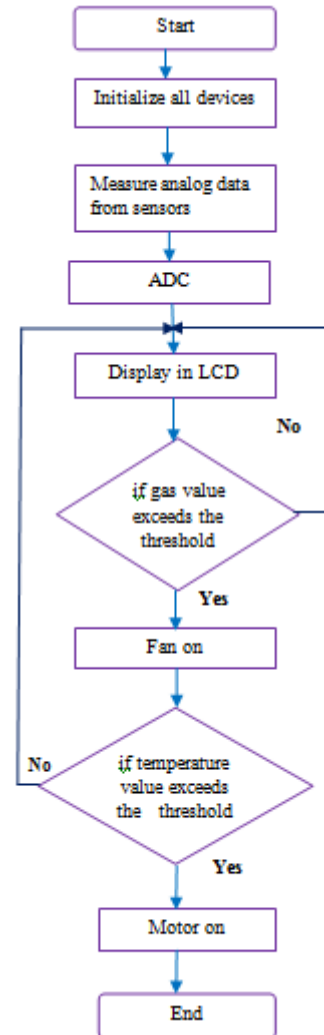 Start
Initialize all devices
Measure analog data
from sensors
ADC
Display in LCD
No
if gas value
exceeds the
threshold
Yes
Fan on
No
if temperature
value exceeds
the threshold
Yes
Motor on
End